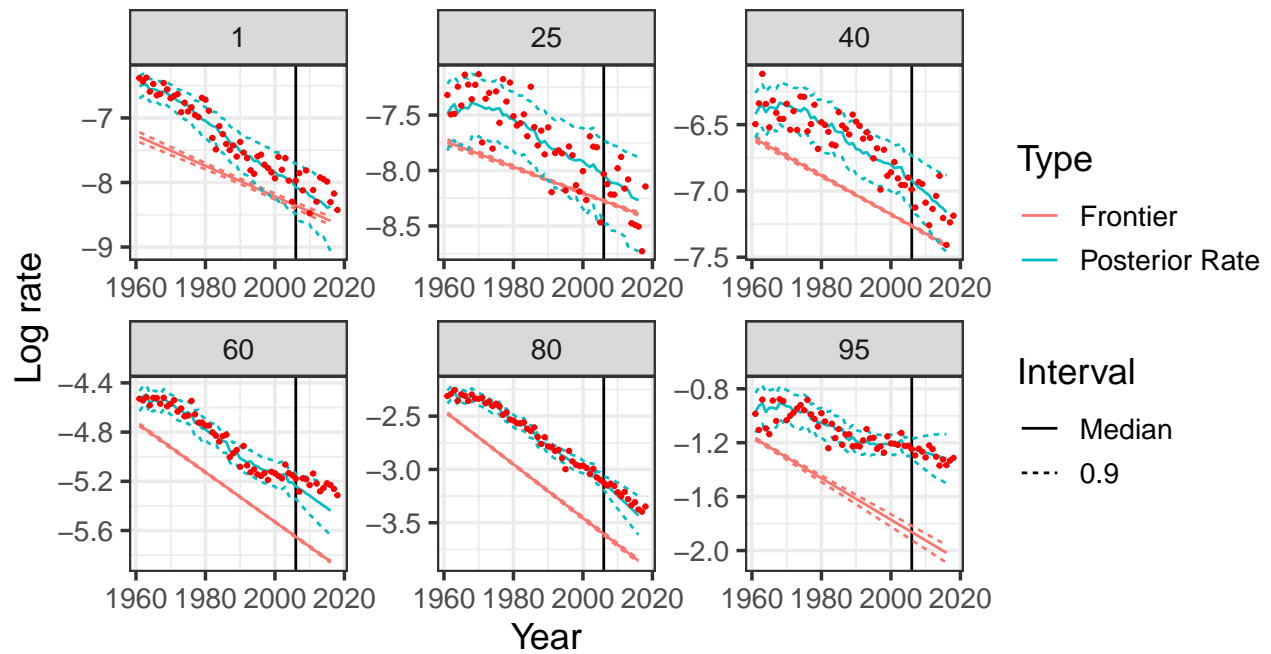 1 25 40
−7 −8 −9
−7.5 −8.0 −8.5
−6.5 −7.0 −7.5
1960 1980 2000 2020 1960 1980 2000 2020 1960 1980 2000 2020
60 80 95
−4.4 −4.8 −5.2 −5.6
−2.5 −3.0 −3.5
−0.8 −1.2 −1.6 −2.0
1960 1980 2000 2020 1960 1980 2000 2020 1960 1980 2000 2020
Log rate
Year
Type
Frontier
Posterior Rate
Interval
Median
0.9